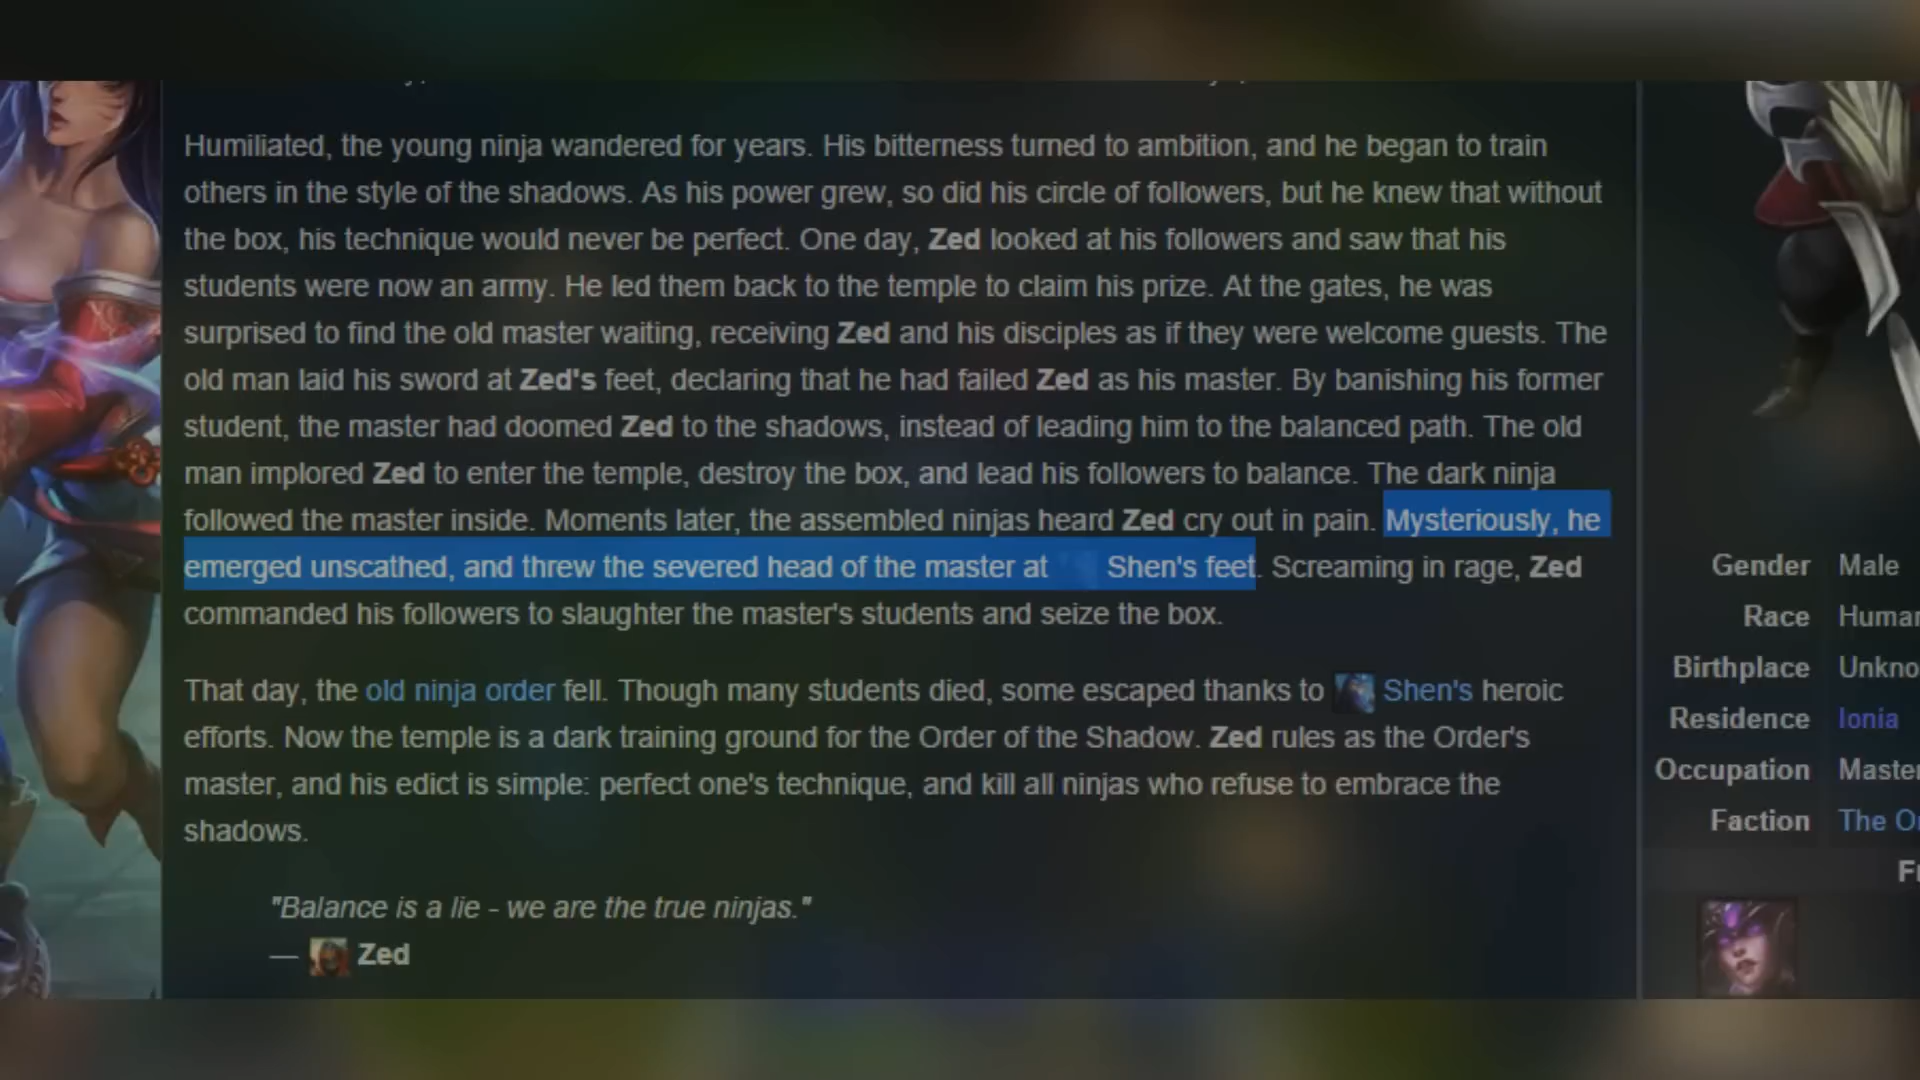 Humiliated, the young ninja wandered for years. His bitterness turned to ambition, and he began to train
others in the style of the shadows. As his power grew, so did his circle of followers, but he knew that without
the box, his technique would never be perfect. One day, Zed looked at his followers and saw that his
students were now an army. He led them back to the temple to claim his prize. At the gates, he was
surprised to find the old master waiting, receiving Zed and his disciples as if they were welcome guests. The
old man laid his sword at Zed's feet, declaring that he had failed Zed as his master. By banishing his former
student, the master had doomed Zed to the shadows, instead of leading him to the balanced path. The old
man implored Zed to enter the temple, destroy the box, and lead his followers to balance. The dark ninja
followed the master inside. Moments later, the assembled ninjas heard Zed cry out in pain. Mysteriously, he
emerged unscathed, and threw the severed head of the master at Shen's feet. Screaming in rage, Zed
commanded his followers to slaughter the master's students and seize the box.
That day, the old ninja order fell. Though many students died, some escaped thanks to Shen's heroic
efforts. Now the temple is a dark training ground for the Order of the Shadow. Zed rules as the Order's
master, and his edict is simple: perfect one's technique, and kill all ninjas who refuse to embrace the
shadows.
"Balance is a lie - we are the true ninjas."
— Zed
Gender Male
Race Human
Birthplace Unkno
Residence Ionia
Occupation Master
Faction The Or
Fr